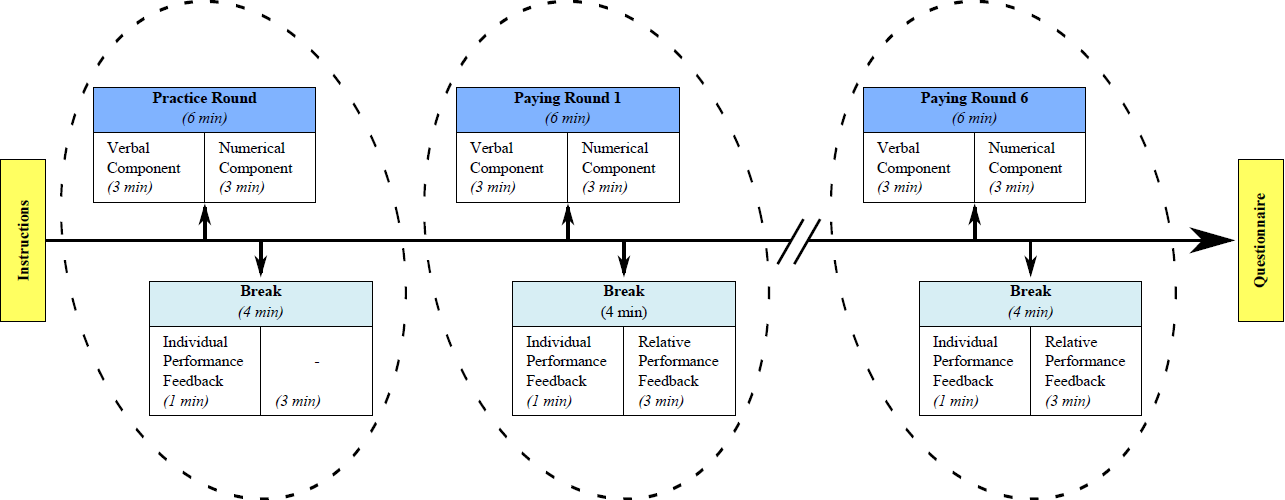 Instructions
Practice Round
(6 min)
Verbal
Component
(3 min)
Numerical
Component
(3 min)
Break
(4 min)
Individual
Performance
Feedback
(1 min)
-
(3 min)
Paying Round 1
(6 min)
Verbal
Component
(3 min)
Numerical
Component
(3 min)
Break
(4 min)
Individual
Performance
Feedback
(1 min)
Relative
Performance
Feedback
(3 min)
Paying Round 6
(6 min)
Verbal
Component
(3 min)
Numerical
Component
(3 min)
Break
(4 min)
Individual
Performance
Feedback
(1 min)
Relative
Performance
Feedback
(3 min)
Questionnaire